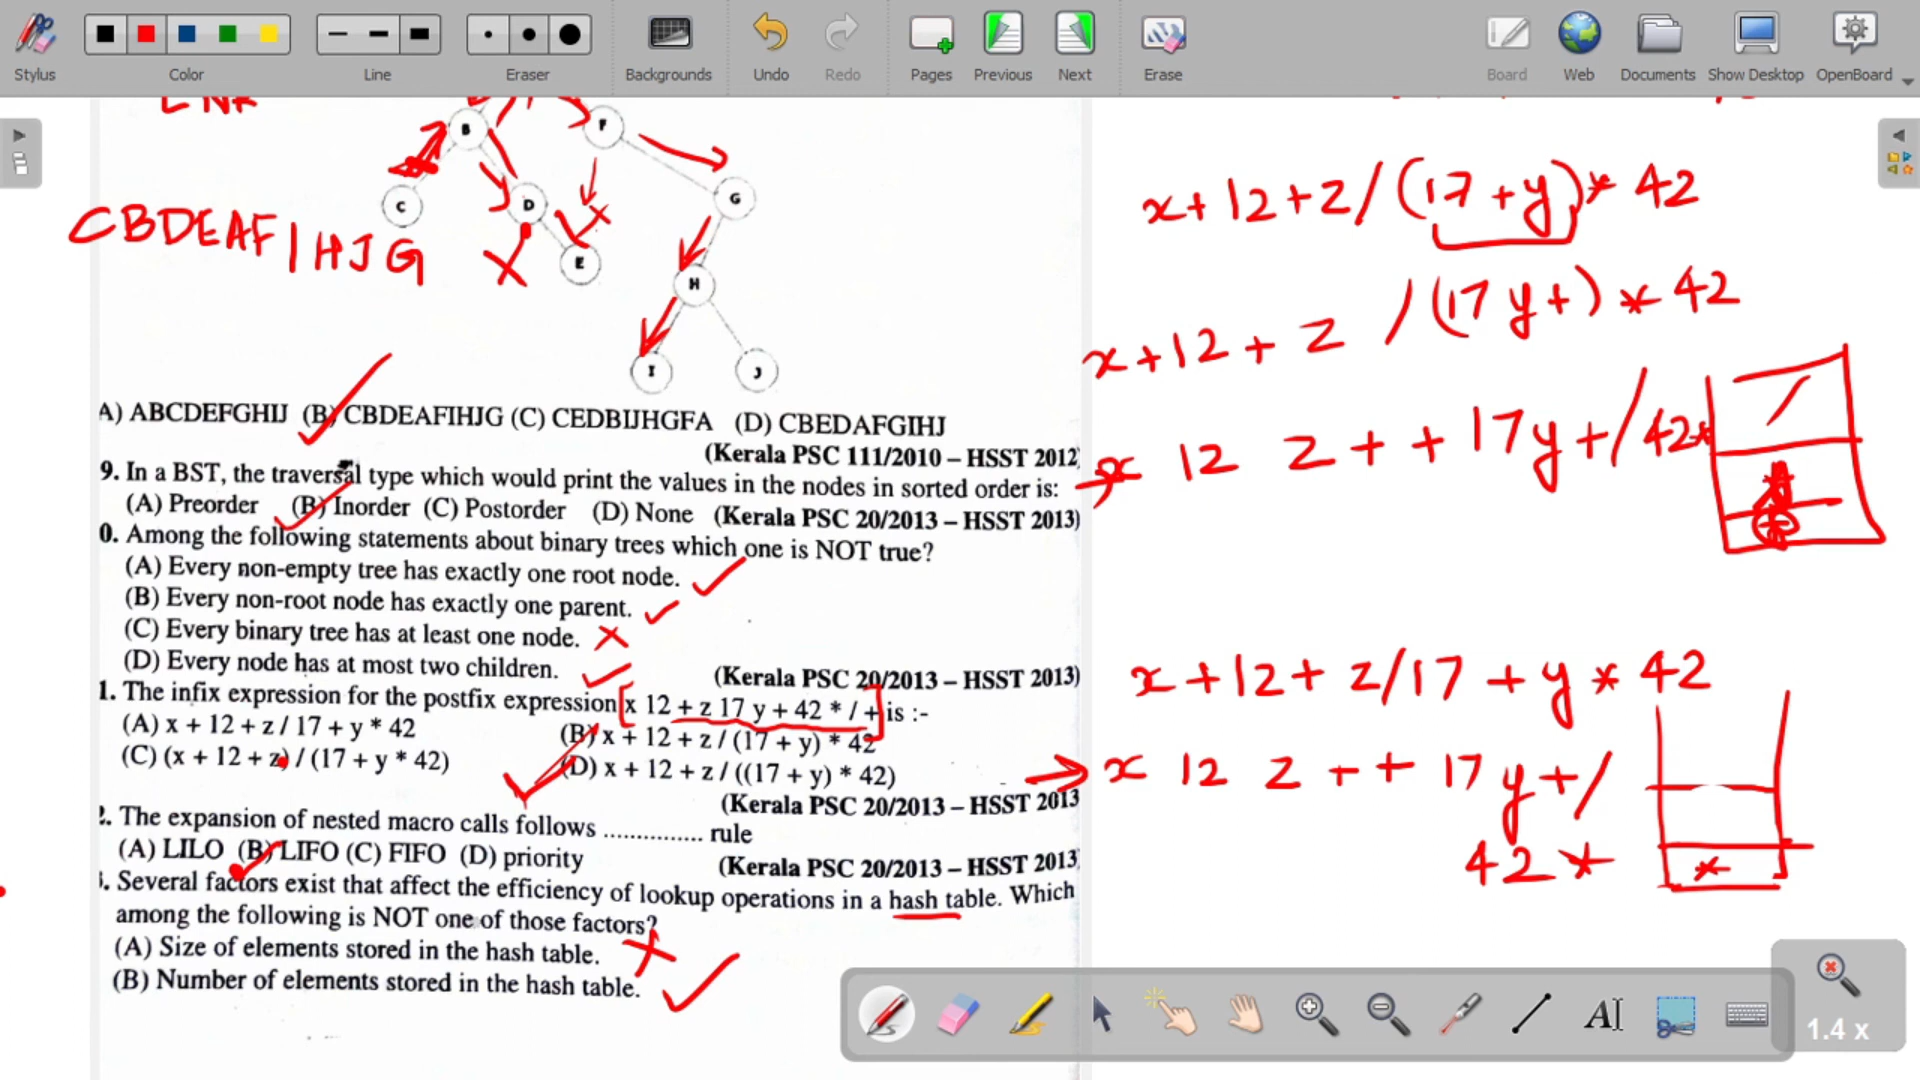 Stylus
Color
Line
Eraser
Backgrounds
Undo
Redo
Pages
Previous
Next
Erase
Board
Web
Documents
Show Desktop
OpenBoard
B
F
C
D
G
E
H
I
J
CBDEAFIHJG
A) ABCDEFGHIJ (B) CBDEAFIHJG (C) CEDBIJHGFA (D) CBEDAFGIHJ
(Kerala PSC 111/2010 – HSST 2012)
9. In a BST, the traversal type which would print the values in the nodes in sorted order is:
(A) Preorder (B) Inorder (C) Postorder (D) None (Kerala PSC 20/2013 – HSST 2013)
0. Among the following statements about binary trees which one is NOT true?
(A) Every non-empty tree has exactly one root node.
(B) Every non-root node has exactly one parent.
(C) Every binary tree has at least one node.
(D) Every node has at most two children.
(Kerala PSC 20/2013 – HSST 2013)
1. The infix expression for the postfix expression x 12 + z 17 y + 42 * / + is :-
(A) x + 12 + z / 17 + y * 42
(B) x + 12 + z / (17 + y) * 42
(C) (x + 12 + z) / (17 + y * 42)
(D) x + 12 + z / ((17 + y) * 42)
(Kerala PSC 20/2013 – HSST 2013
2. The expansion of nested macro calls follows ............... rule
(A) LILO (B) LIFO (C) FIFO (D) priority
(Kerala PSC 20/2013 – HSST 2013)
3. Several factors exist that affect the efficiency of lookup operations in a hash table. Which
among the following is NOT one of those factors?
(A) Size of elements stored in the hash table.
(B) Number of elements stored in the hash table.
x+12+z/(17+y)*42
x+12+z /(17y+)*42
x 12 z + + 17y+/42*
/
x+12+z/17+y*42
x 12 z + + 17 y+/
42 *
*
1.4 x